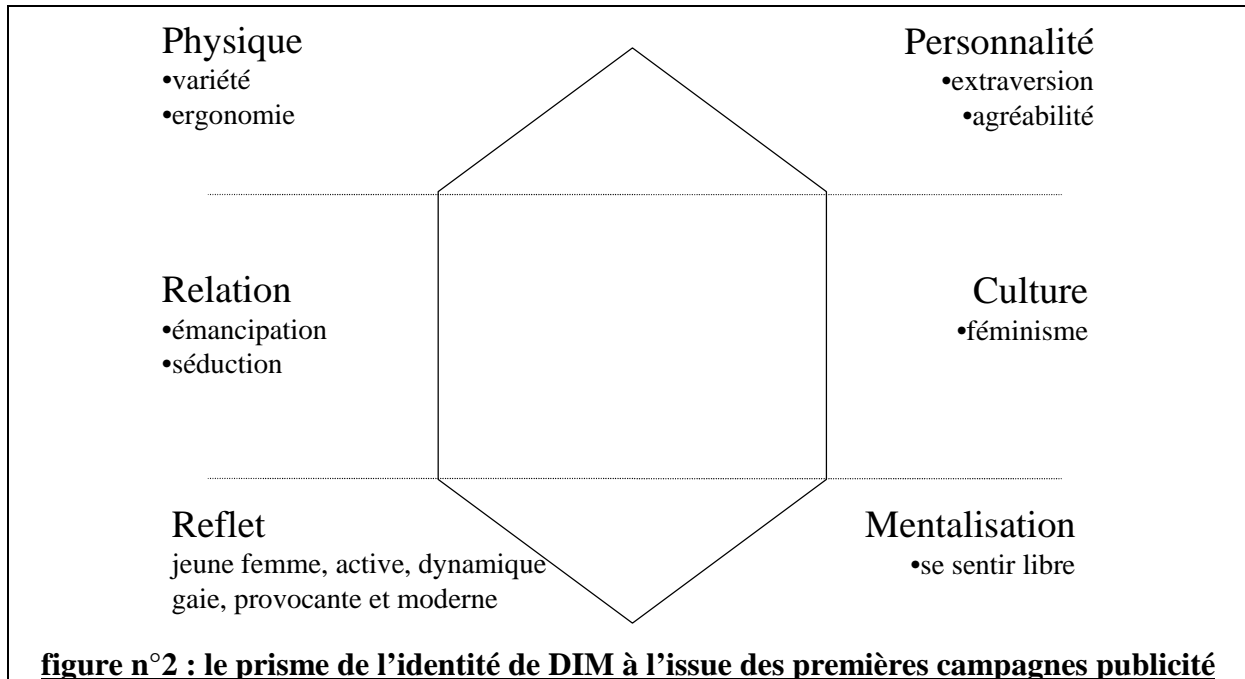 Physique
•variété
•ergonomie
Personnalité
•extraversion
•agréabilité
Relation
•émancipation
•séduction
Culture
•féminisme
Reflet
jeune femme, active, dynamique
gaie, provocante et moderne
Mentalisation
•se sentir libre
figure n°2 : le prisme de l’identité de DIM à l’issue des premières campagnes publicité